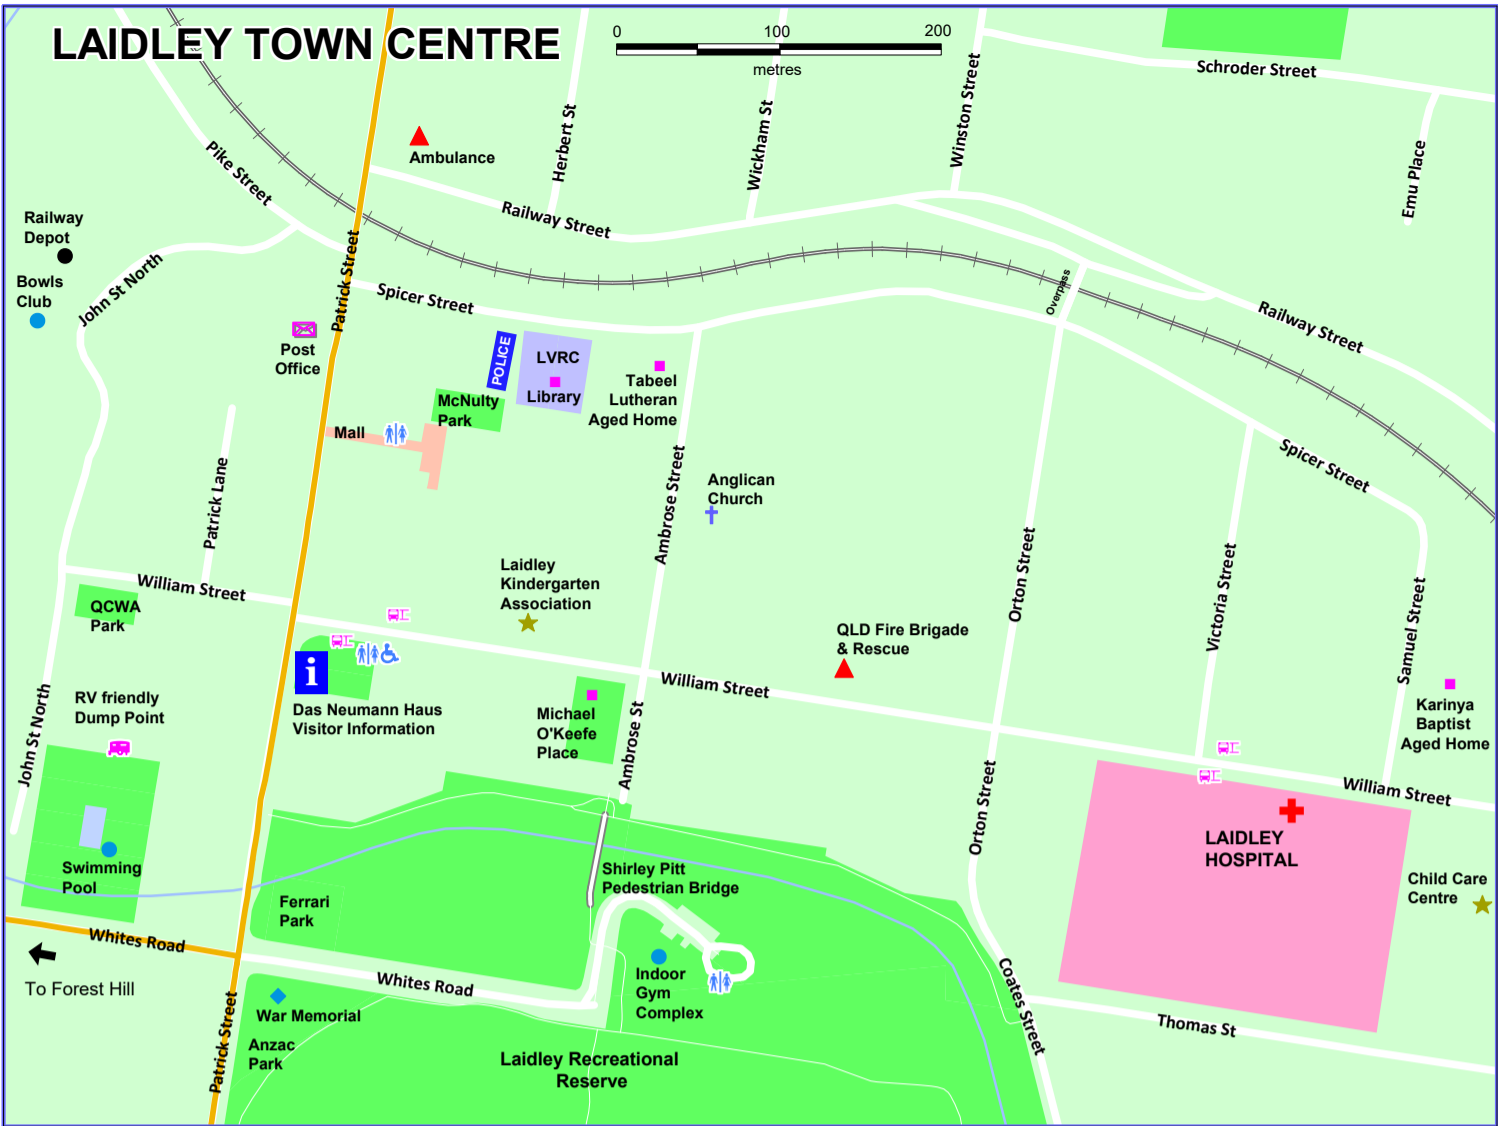 LAIDLEY TOWN CENTRE
0 100 200
metres
Schroder Street
Winston Street
Wickham St
Herbert St
Emu Place
Ambulance
Pike Street
Railway Street
Railway
Depot
Bowls
Club
John St North
Patrick Street
Spicer Street
Overpass
Railway Street
Post
Office
POLICE
LVRC
Library
Tabeel
Lutheran
Aged Home
McNulty
Park
Mall
Patrick Lane
Ambrose Street
Anglican
Church
Spicer Street
Orton Street
Victoria Street
Samuel Street
William Street
QCWA
Park
Laidley
Kindergarten
Association
QLD Fire Brigade
& Rescue
i
Das Neumann Haus
Visitor Information
William Street
Michael
O'Keefe
Place
Ambrose St
RV friendly
Dump Point
John St North
Karinya
Baptist
Aged Home
William Street
Orton Street
LAIDLEY
HOSPITAL
Swimming
Pool
Shirley Pitt
Pedestrian Bridge
Child Care
Centre
Ferrari
Park
Whites Road
To Forest Hill
Whites Road
Indoor
Gym
Complex
Coates Street
Thomas St
War Memorial
Patrick Street
Anzac
Park
Laidley Recreational
Reserve